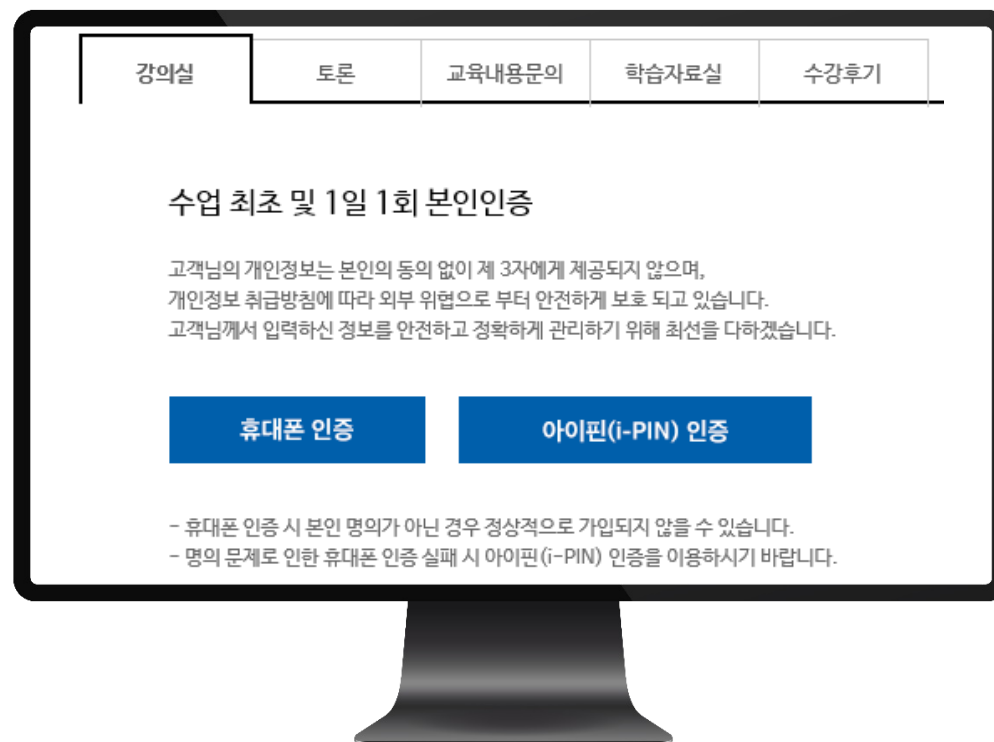 강의실
토론
교육내용문의
학습자료실
수강후기
수업 최초 및 1일 1회 본인인증
고객님의 개인정보는 본인의 동의 없이 제 3자에게 제공되지 않으며,
개인정보 취급방침에 따라 외부 위협으로 부터 안전하게 보호 되고 있습니다.
고객님께서 입력하신 정보를 안전하고 정확하게 관리하기 위해 최선을 다하겠습니다.
휴대폰 인증
아이핀(i-PIN) 인증
- 휴대폰 인증 시 본인 명의가 아닌 경우 정상적으로 가입되지 않을 수 있습니다.
- 명의 문제로 인한 휴대폰 인증 실패 시 아이핀(i-PIN) 인증을 이용하시기 바랍니다.